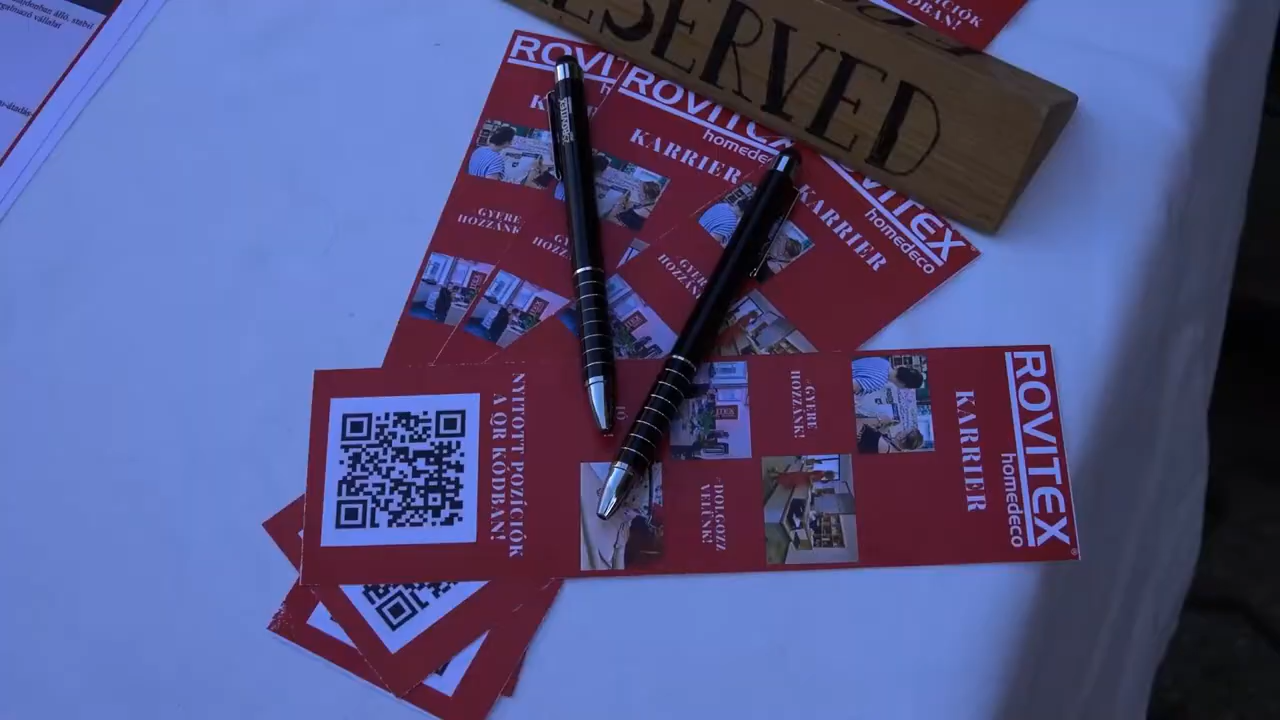 RESERVED
ROVITEX
homedeco
KARRIER
GYERE
HOZZÁNK
ROVITEX
KARRIER
homedeco
ROVITEX
homedeco
KARRIER
#GYERE
HOZZÁNK!
#DOLGOZZ
VELÜNK!
NYITOTT POZÍCIÓK
A QR KÓDBAN!